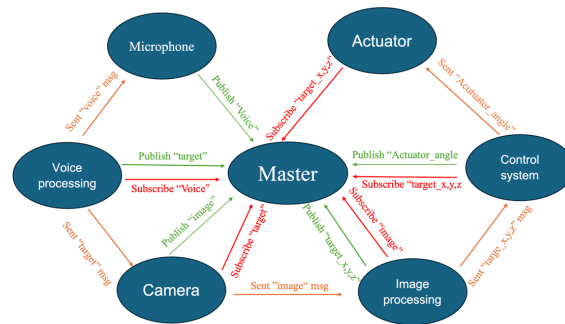 Microphone
Actuator
Sent "voice" msg
Publish "Voice"
Subscribe "target_x,y,z"
Sent "Acutuator_angle"
Voice
processing
Publish "target"
Subscribe "Voice"
Master
Publish "Actuator_angle
Subscribe "target_x,y,z
Control
system
Sent "target" msg
Publish "image"
Subscribe "target"
Publish "target_x,y,z"
Subscribe "image"
Sent "targe_x,y,z" msg
Camera
Sent "image" msg
Image
processing